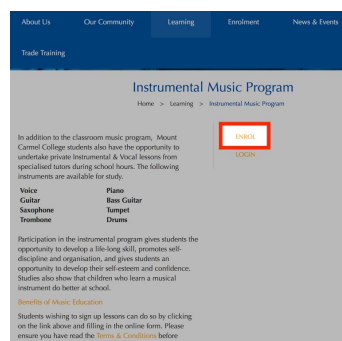 About Us Our Community Learning Enrolment News & Events
Trade Training
Instrumental Music Program
Home > Learning > Instrumental Music Program
ENROL
LOGIN
In addition to the classroom music program, Mount
Carmel College students also have the opportunity to
undertake private Instrumental & Vocal lessons from
specialised tutors during school hours. The following
instruments are available for study.
Voice Piano
Guitar Bass Guitar
Saxophone Tumpet
Trombone Drums
Participation in the instrumental program gives students the
opportunity to develop a life-long skill, promotes self-
discipline and organisation, and gives students an
opportunity to develop their self-esteem and confidence.
Studies also show that children who learn a musical
instrument do better at school.
Benefits of Music Education
Students wishing to sign up lessons can do so by clicking
on the link above and filling in the online form. Please
ensure you have read the Terms & Conditions before